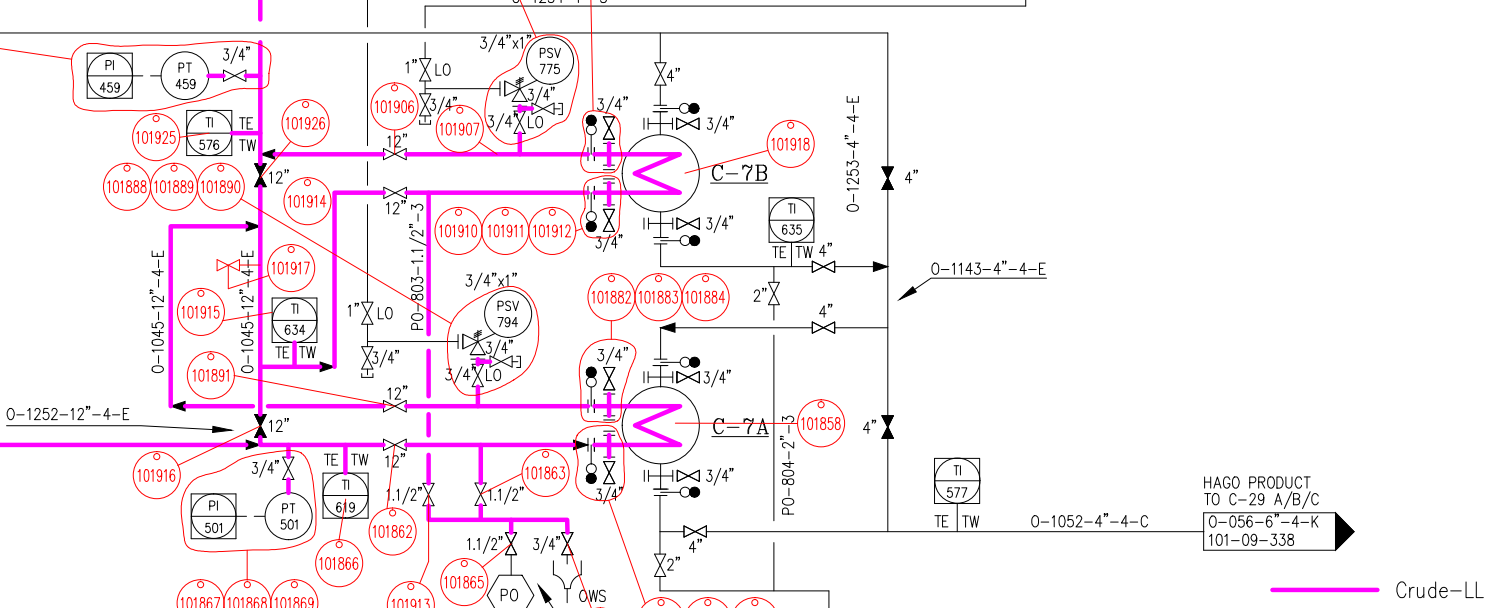 3/4"
PI
459
PT
459
3/4"x1"
PSV
775
1"
LO
3/4"
3/4"
3/4"
LO
3/4"
4"
3/4"
101906
101907
101925
TI
576
TE
TW
101926
12"
12"
101918
C-7B
O-1253-4"-4-E
4"
101888
101889
101890
101914
12"
101910
101911
101912
3/4"
3/4"
TI
635
TE
TW
4"
O-1143-4"-4-E
O-1045-12"-4-E
O-1045-12"-4-E
101917
101915
TI
634
TE
TW
PO-803-1.1/2"-3
1"
LO
3/4"
3/4"x1"
PSV
794
3/4"
3/4"
LO
101882
101883
101884
2"
4"
3/4"
3/4"
101891
12"
O-1252-12"-4-E
12"
C-7A
101858
4"
PO-804-2"-3
101916
3/4"
TE
TW
12"
TI
619
PI
501
PT
501
1.1/2"
1.1/2"
101863
3/4"
3/4"
101862
101866
TI
577
TE
TW
4"
O-1052-4"-4-C
HAGO PRODUCT
TO C-29 A/B/C
O-056-6"-4-K
101-09-338
1.1/2"
3/4"
101865
2"
101867
101868
101869
101913
PO
OWS
Crude-LL